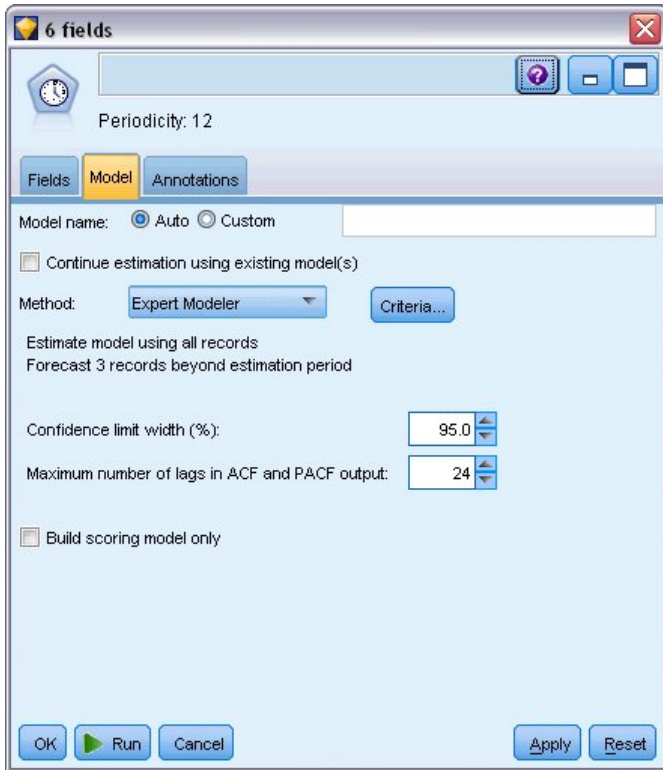 6 fields
?
Periodicity: 12
Fields Model Annotations
Model name: Auto Custom
Continue estimation using existing model(s)
Method: Expert Modeler Criteria...
Estimate model using all records
Forecast 3 records beyond estimation period
Confidence limit width (%): 95.0
Maximum number of lags in ACF and PACF output: 24
Build scoring model only
OK Run Cancel Apply Reset